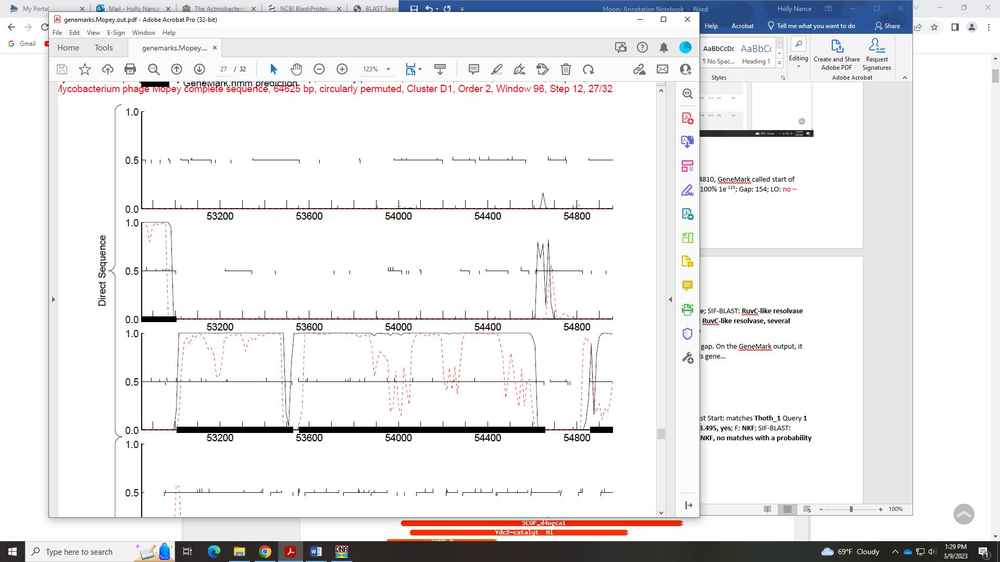 My Portal
Mail - Holly Nance
The Actinobacterio
NCBI Blast:Protein
BLAST Sear
Mopey Annotation Notebook - Word
Holly Nance
genemarks.Mopey.out.pdf - Adobe Acrobat Pro (32-bit)
Help Acrobat Tell me what you want to do Share
File Edit View E-Sign Window Help
Gmail
Home Tools genemarks.Mopey....
27 / 32
123%
AaBbCcDc AaBbCc
¶ No Spac... Heading 1
Styles
Editing
Create and Share Adobe PDF
Request Signatures
Adobe Acrobat
GeneMark.hmm prediction
Mycobacterium phage Mopey complete sequence, 64625 bp, circularly permuted, Cluster D1, Order 2, Window 96, Step 12, 27/32
Direct Sequence
1.0
0.5
0.0
53200 53600 54000 54400 54800
1.0
0.5
0.0
53200 53600 54000 54400 54800
1.0
0.5
0.0
53200 53600 54000 54400 54800
1.0
0.5
4810, GeneMark called start of
100% 1e-129; Gap: 154; LO: no –
e; SIF-BLAST: RuvC-like resolvase
: RuvC-like resolvase, several
e
gap. On the GeneMark output, it
is gene...
st Start: matches Thoth_1 Query 1
3.495, yes; F: NKF; SIF-BLAST:
NKF, no matches with a probability
100%
SCOP_d4ogca1
Ydc2-catalyt Mi
Type here to search
69°F Cloudy
1:29 PM
3/9/2023
1